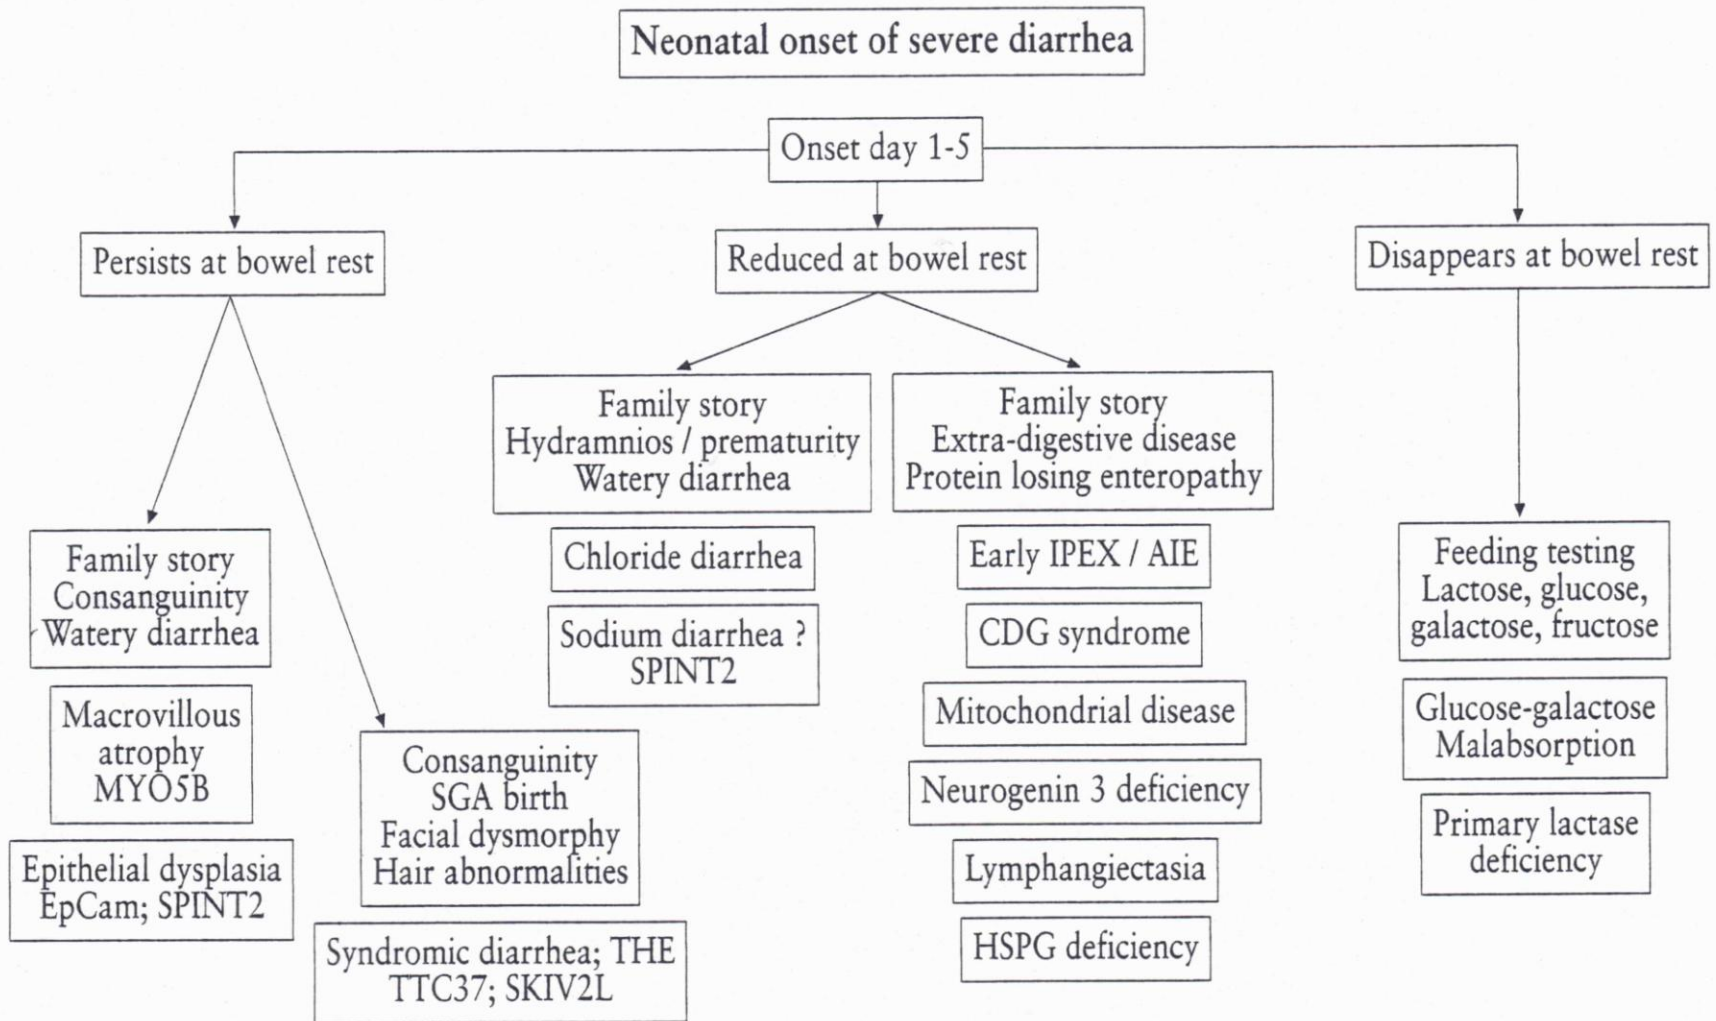 Neonatal onset of severe diarrhea
Onset day 1-5
Persists at bowel rest
Reduced at bowel rest
Disappears at bowel rest
Family story
Consanguinity
Watery diarrhea
Macrovillous
atrophy
MYO5B
Epithelial dysplasia
EpCam; SPINT2
Consanguinity
SGA birth
Facial dysmorphy
Hair abnormalities
Syndromic diarrhea; THE
TTC37; SKIV2L
Family story
Hydramnios / prematurity
Watery diarrhea
Chloride diarrhea
Sodium diarrhea ?
SPINT2
Family story
Extra-digestive disease
Protein losing enteropathy
Early IPEX / AIE
CDG syndrome
Mitochondrial disease
Neurogenin 3 deficiency
Lymphangiectasia
HSPG deficiency
Feeding testing
Lactose, glucose,
galactose, fructose
Glucose-galactose
Malabsorption
Primary lactase
deficiency